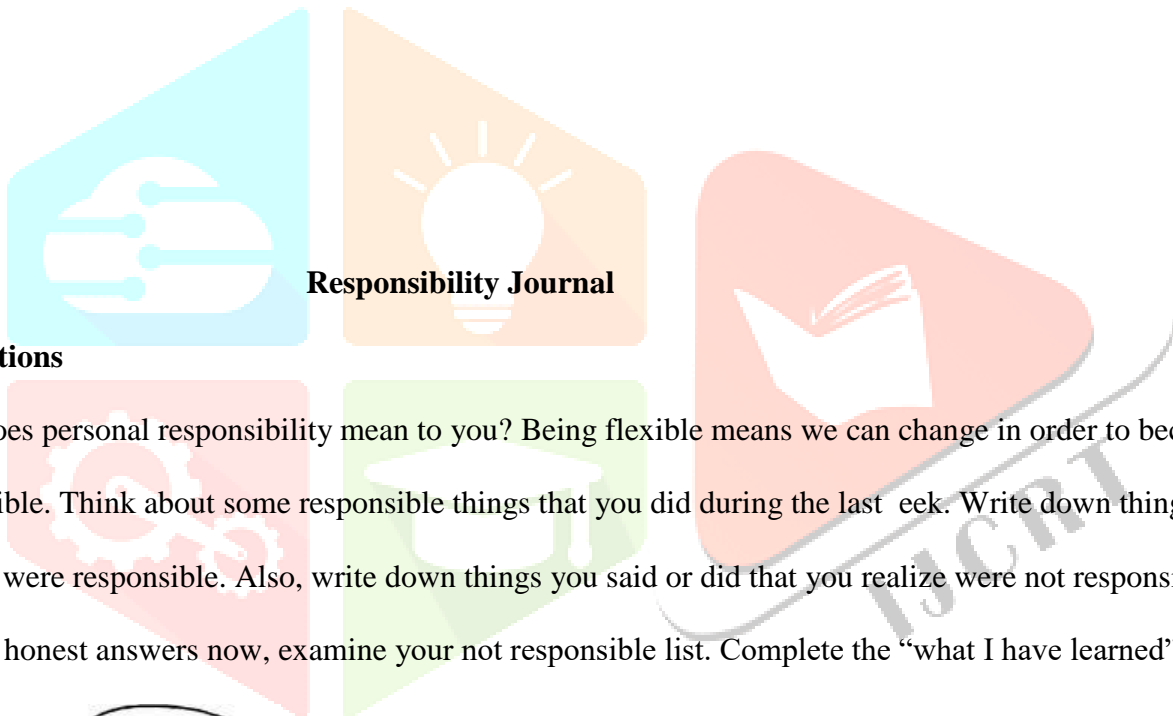 Responsibility Journal
tions
oes personal responsibility mean to you? Being flexible means we can change in order to bec
ible. Think about some responsible things that you did during the last eek. Write down thing
were responsible. Also, write down things you said or did that you realize were not respons
honest answers now, examine your not responsible list. Complete the “what I have learned”
IJCRT